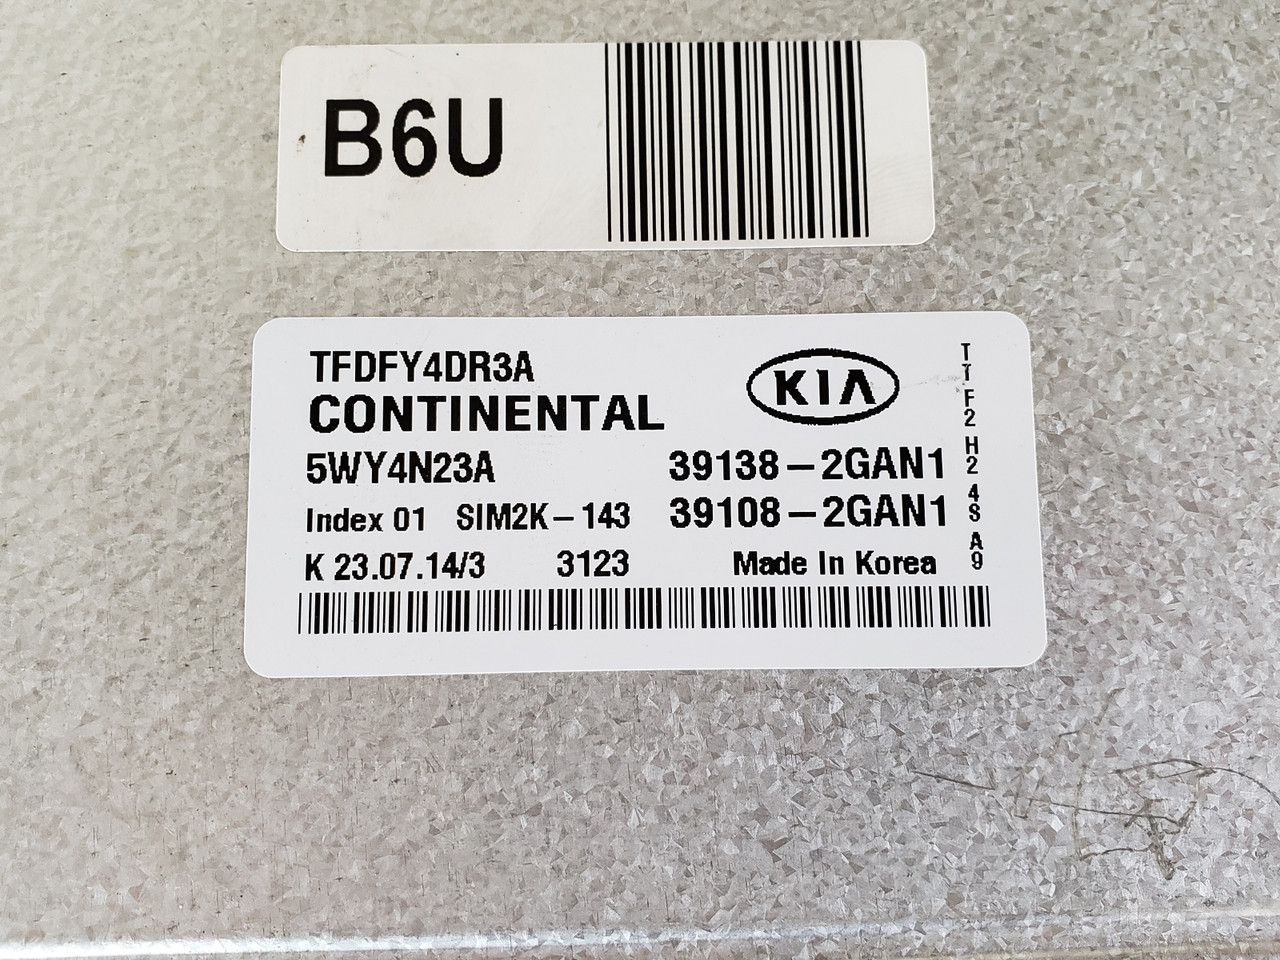 B6U
TFDFY4DR3A
KIA
CONTINENTAL
5WY4N23A 39138-2GAN1
Index 01 SIM2K-143 39108-2GAN1
K 23.07.14/3 3123 Made In Korea
TTF2H24SA9